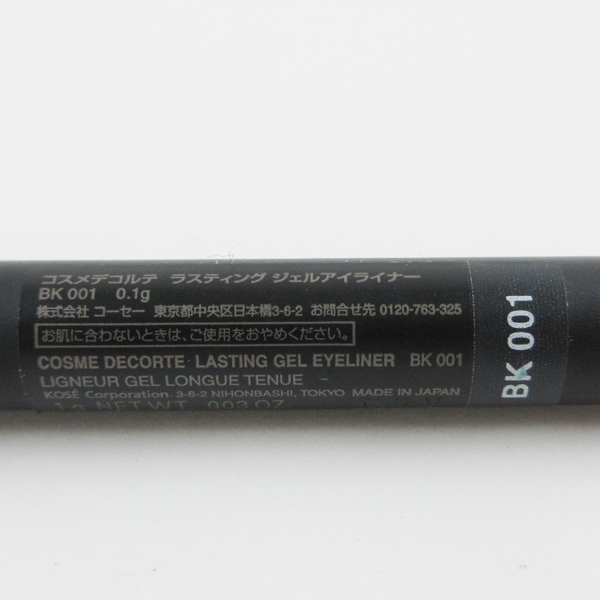 コスメデコルテ ラスティング ジェルアイライナー
BK 001 0.1g
株式会社 コーセー 東京都中央区日本橋3-6-2 お問合せ先 0120-763-325
お肌に合わないときは、ご使用をおやめください。
COSME DECORTE LASTING GEL EYELINER BK 001
LIGNEUR GEL LONGUE TENUE
KOSÉ Corporation. 3-6-2 NIHONBASHI, TOKYO MADE IN JAPAN
.1 g NET WT. .003 OZ
BK 001